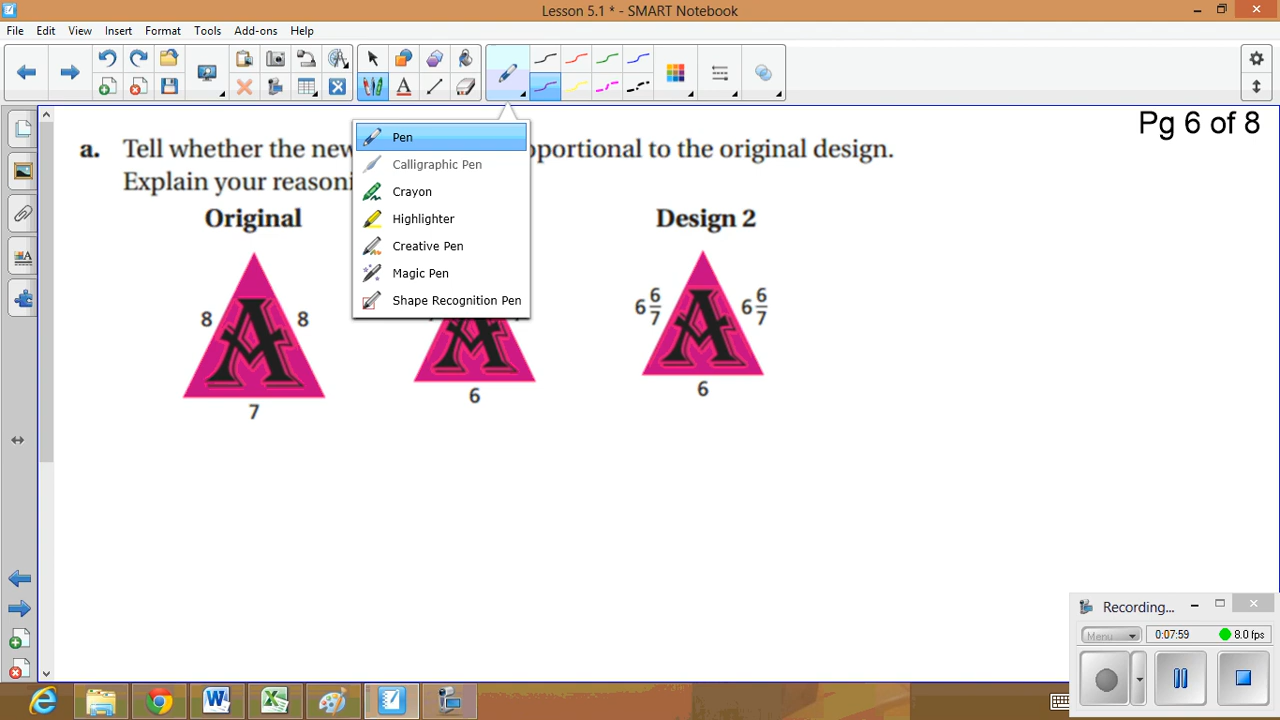 Lesson 5.1 * - SMART Notebook
File Edit View Insert Format Tools Add-ons Help
Pg 6 of 8
a. Tell whether the new oportional to the original design.
Explain your reasoni
Pen
Calligraphic Pen
Crayon
Highlighter
Creative Pen
Magic Pen
Shape Recognition Pen
Original
Design 2
8 8
7
6
6 6/7 6 6/7
6
Recording...
Menu 0:07:59 8.0 fps